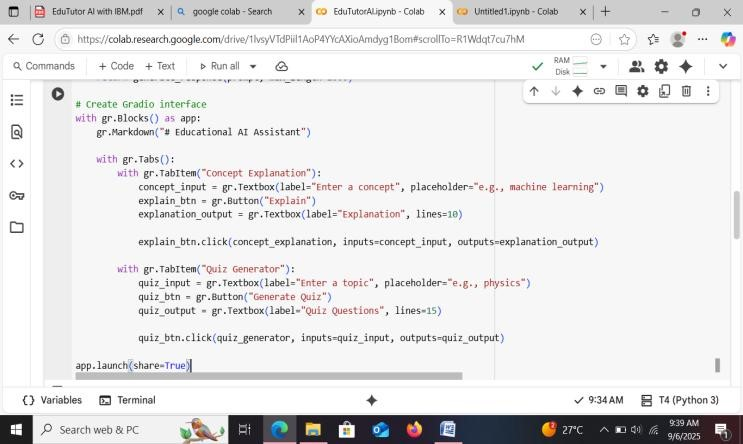 EduTutor AI with IBM.pdf
google colab - Search
EduTutorAI.ipynb - Colab
Untitled1.ipynb - Colab
https://colab.research.google.com/drive/1lvsyVTdPiil1AoP4YYcAXioAmdyg1Bom#scrollTo=R1Wdqt7cu7hM
Commands + Code + Text Run all RAM
Disk
# Create Gradio interface
with gr.Blocks() as app:
gr.Markdown("# Educational AI Assistant")
with gr.Tabs():
with gr.TabItem("Concept Explanation"):
concept_input = gr.Textbox(label="Enter a concept", placeholder="e.g., machine learning")
explain_btn = gr.Button("Explain")
explanation_output = gr.Textbox(label="Explanation", lines=10)
explain_btn.click(concept_explanation, inputs=concept_input, outputs=explanation_output)
with gr.TabItem("Quiz Generator"):
quiz_input = gr.Textbox(label="Enter a topic", placeholder="e.g., physics")
quiz_btn = gr.Button("Generate Quiz")
quiz_output = gr.Textbox(label="Quiz Questions", lines=15)
quiz_btn.click(quiz_generator, inputs=quiz_input, outputs=quiz_output)
app.launch(share=True)
Variables Terminal 9:34 AM T4 (Python 3)
Search web & PC 27°C 9:39 AM
9/6/2025